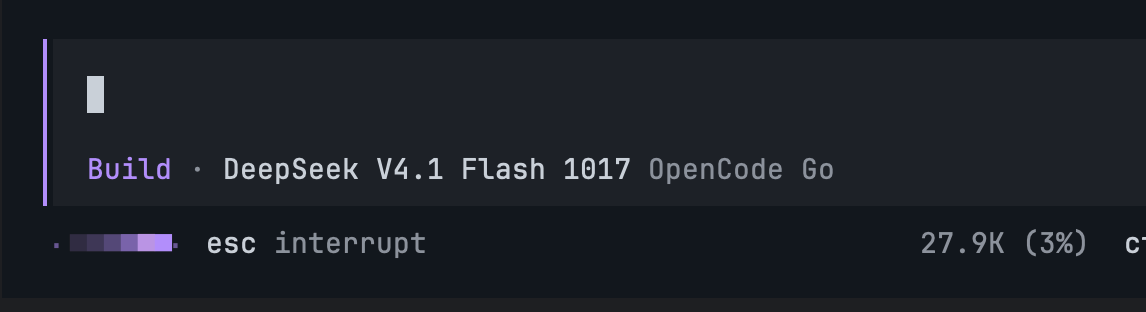 Build · DeepSeek V4.1 Flash 1017 OpenCode Go
esc interrupt 27.9K (3%)